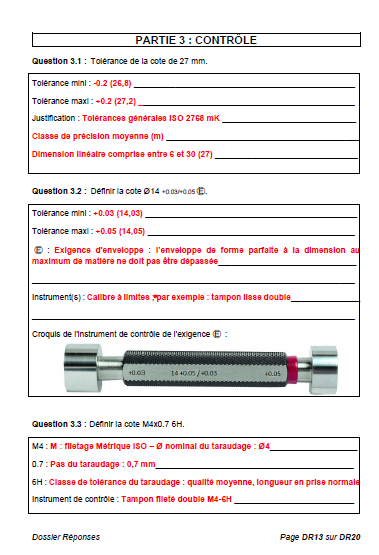 PARTIE 3 : CONTRÔLE
Question 3.1 : Tolérance de la cote de 27 mm.
Tolérance mini : -0.2 (26,8)
Tolérance maxi : +0.2 (27,2)
Justification : Tolérances générales ISO 2768 mK
Classe de précision moyenne (m)
Dimension linéaire comprise entre 6 et 30 (27)
Question 3.2 : Définir la cote Ø14 +0.03/+0.05 Ⓔ.
Tolérance mini : +0.03 (14,03)
Tolérance maxi : +0.05 (14,05)
Ⓔ : Exigence d'enveloppe : l'enveloppe de forme parfaite à la dimension au
maximum de matière ne doit pas être dépassée
Instrument(s) : Calibre à limites par exemple : tampon lisse double
Croquis de l'instrument de contrôle de l'exigence Ⓔ :
+0.03 14 +0.05 / +0.03 +0.05
Question 3.3 : Définir la cote M4x0.7 6H.
M4 : M : filetage Métrique ISO – Ø nominal du taraudage : Ø4
0.7 : Pas du taraudage : 0,7 mm
6H : Classe de tolérance du taraudage : qualité moyenne, longueur en prise normale
Instrument de contrôle : Tampon fileté double M4-6H
Dossier Réponses
Page DR13 sur DR20